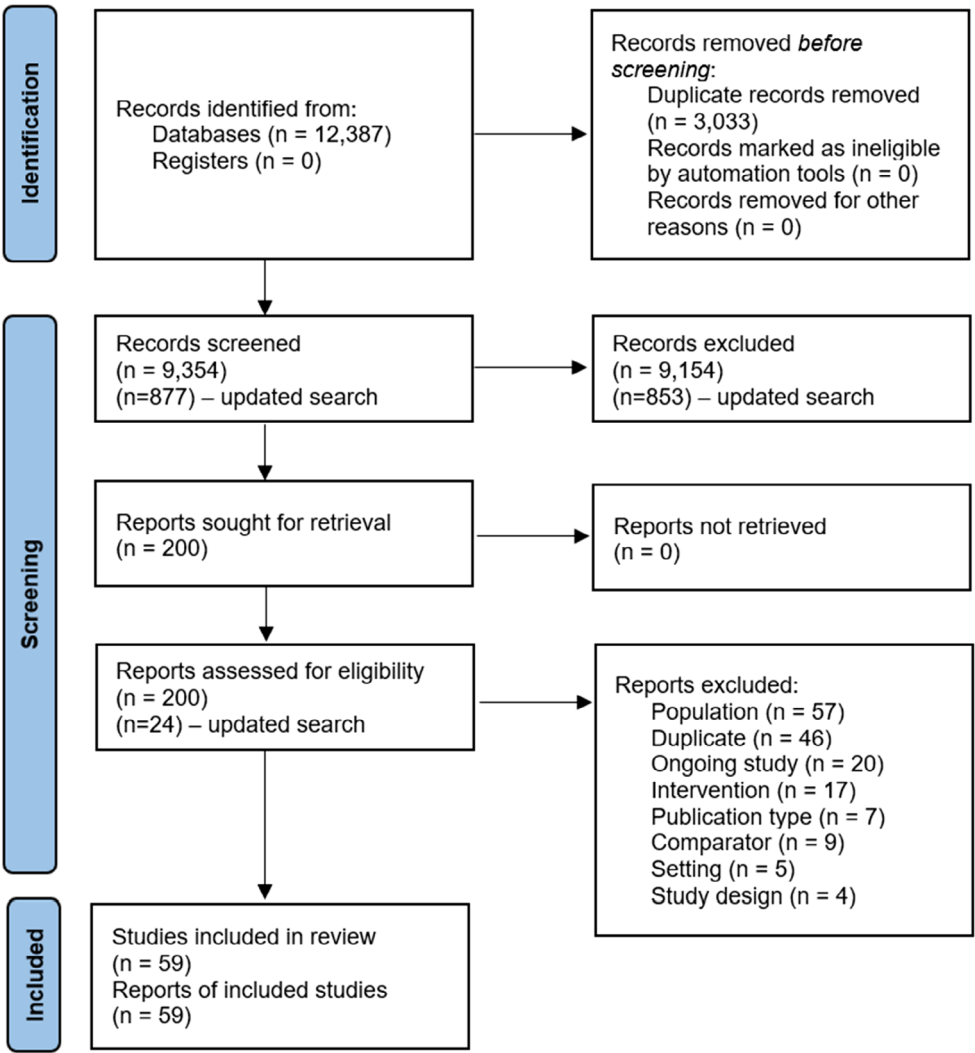 Identification
Records identified from:
Databases (n = 12,387)
Registers (n = 0)
Records removed before
screening:
Duplicate records removed
(n = 3,033)
Records marked as ineligible
by automation tools (n = 0)
Records removed for other
reasons (n = 0)
Screening
Records screened
(n = 9,354)
(n=877) – updated search
Records excluded
(n = 9,154)
(n=853) – updated search
Reports sought for retrieval
(n = 200)
Reports not retrieved
(n = 0)
Reports assessed for eligibility
(n = 200)
(n=24) – updated search
Reports excluded:
Population (n = 57)
Duplicate (n = 46)
Ongoing study (n = 20)
Intervention (n = 17)
Publication type (n = 7)
Comparator (n = 9)
Setting (n = 5)
Study design (n = 4)
Included
Studies included in review
(n = 59)
Reports of included studies
(n = 59)